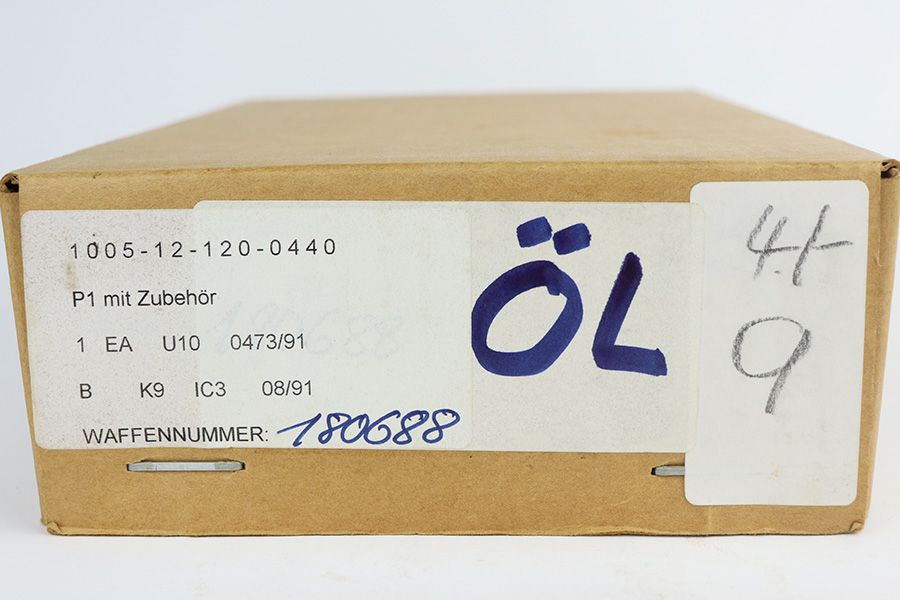 1005-12-120-0440
P1 mit Zubehör
1 EA U10 0473/91
B K9 IC3 08/91
WAFFENNUMMER: 180688
ÖL
9